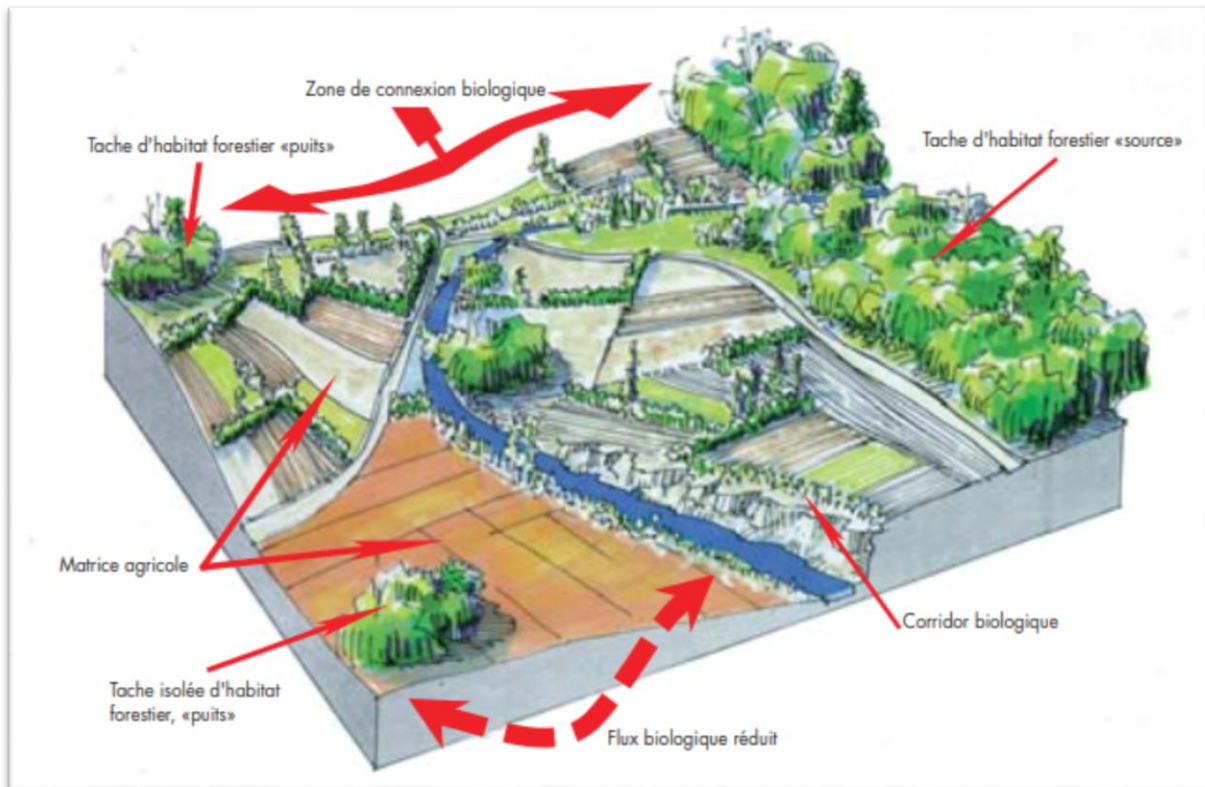 Zone de connexion biologique
Tache d'habitat forestier «puits»
Tache d'habitat forestier «source»
Matrice agricole
Corridor biologique
Tache isolée d'habitat
forestier, «puits»
Flux biologique réduit